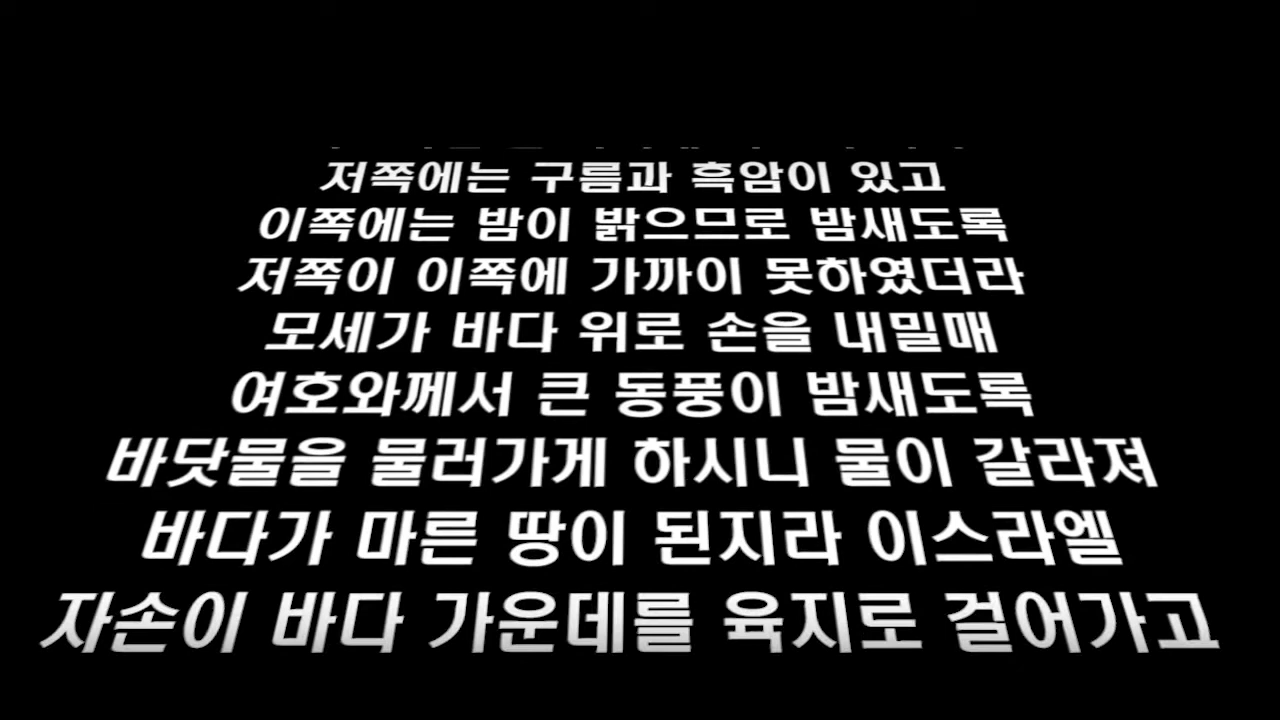 저쪽에는 구름과 흑암이 있고
이쪽에는 밤이 밝으므로 밤새도록
저쪽이 이쪽에 가까이 못하였더라
모세가 바다 위로 손을 내밀매
여호와께서 큰 동풍이 밤새도록
바닷물을 물러가게 하시니 물이 갈라져
바다가 마른 땅이 된지라 이스라엘
자손이 바다 가운데를 육지로 걸어가고